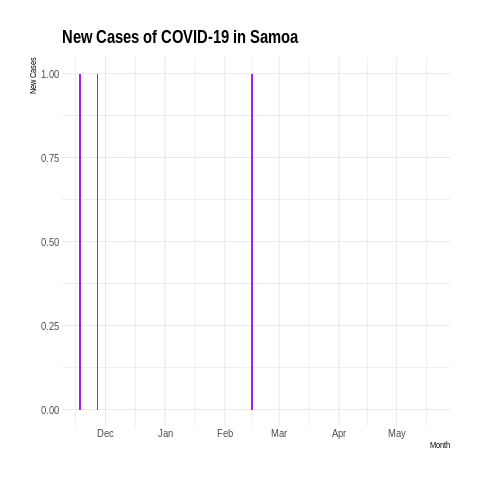 New Cases of COVID-19 in Samoa
New Cases
1.00
0.75
0.50
0.25
0.00
Dec Jan Feb Mar Apr May
Month